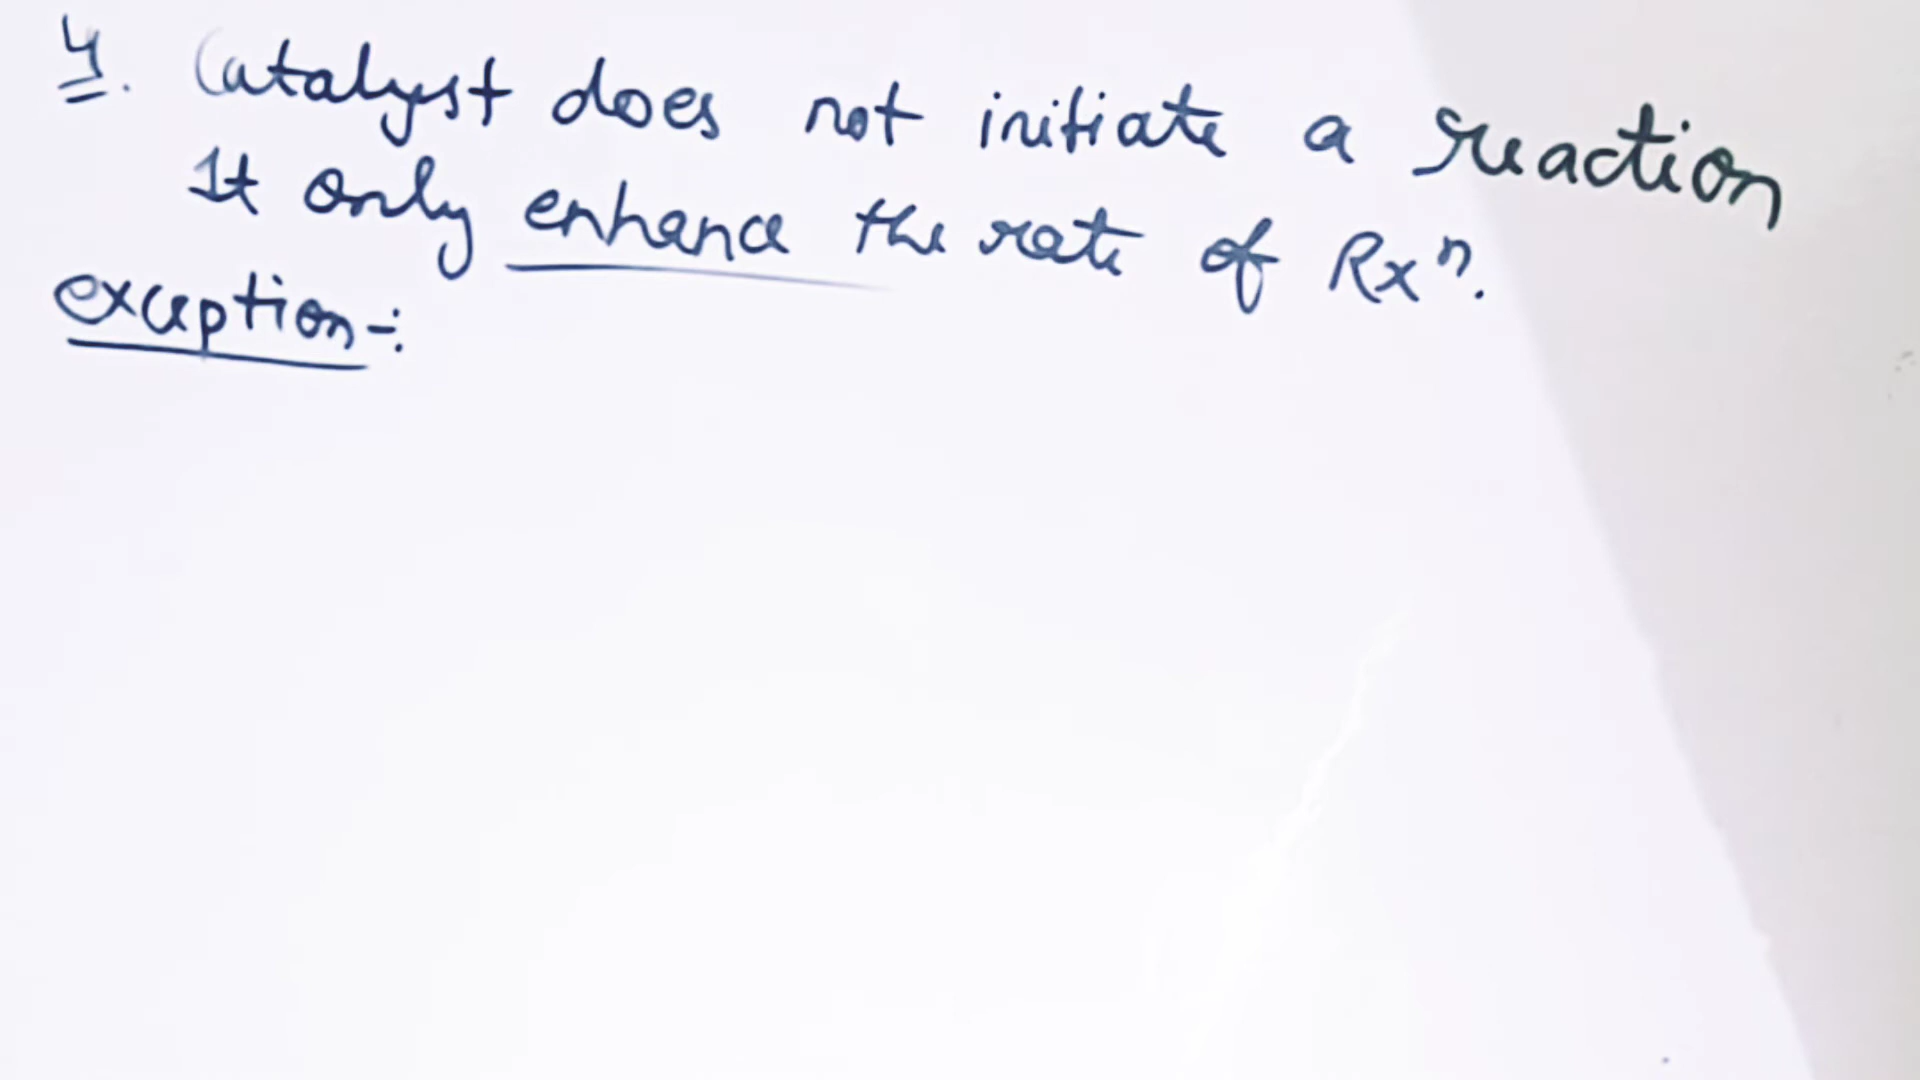 4. Catalyst does not initiate a reaction
It only enhance the rate of Rxⁿ.
exception -: